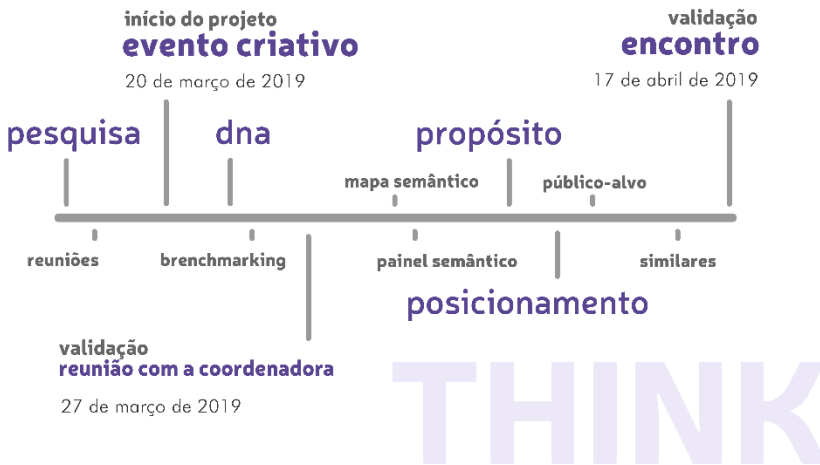 início do projeto
evento criativo
20 de março de 2019
validação
encontro
17 de abril de 2019
pesquisa
dna
propósito
mapa semântico
público-alvo
reuniões
brenchmarking
painel semântico
similares
posicionamento
validação
reunião com a coordenadora
27 de março de 2019
THINK